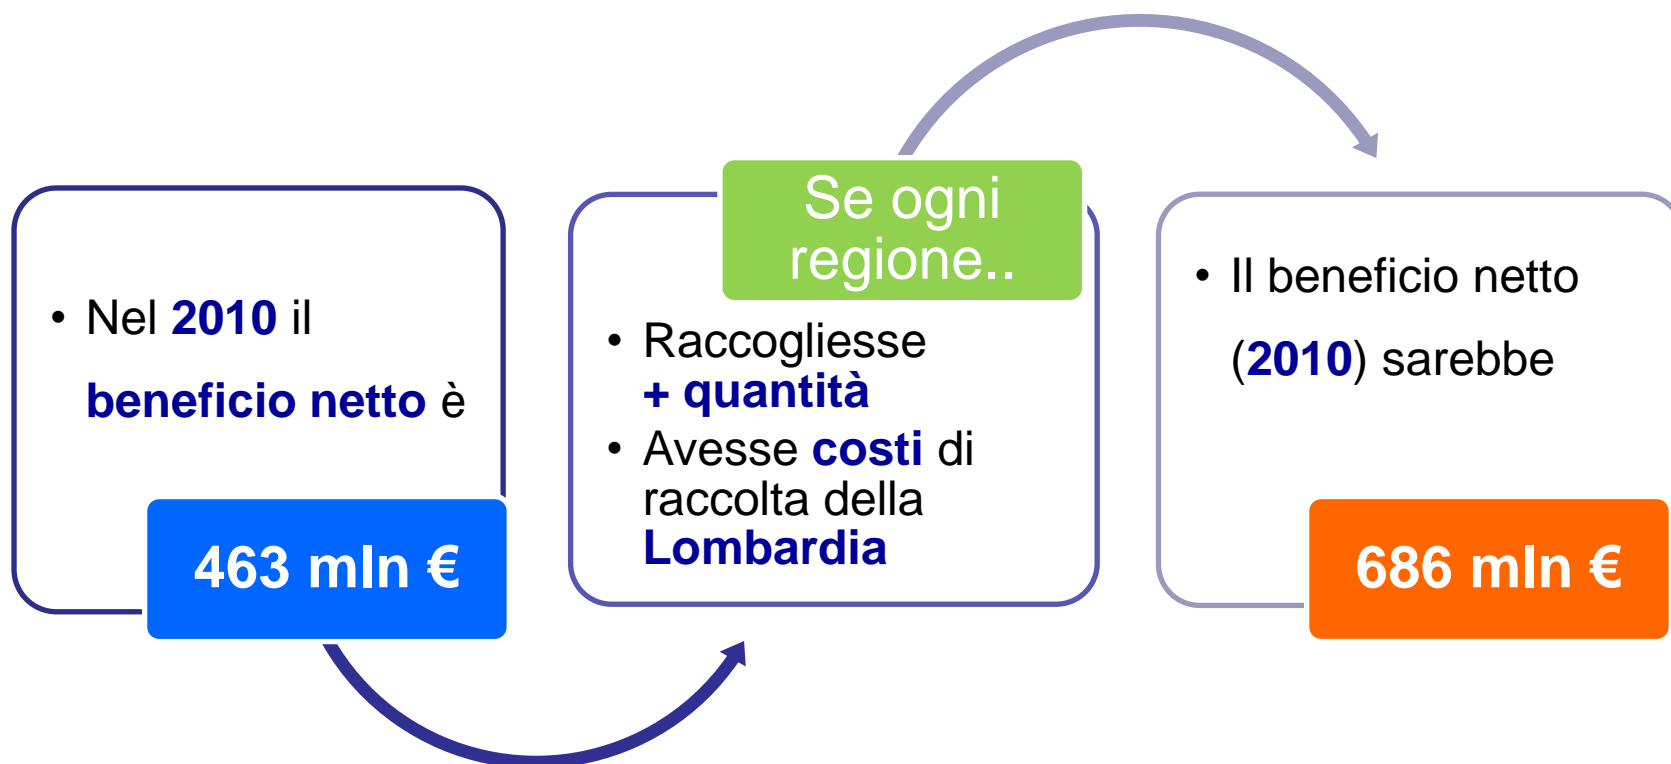 • Nel 2010 il
beneficio netto è
463 mln €
Se ogni
regione..
• Raccogliesse
+ quantità
• Avesse costi di
raccolta della
Lombardia
• Il beneficio netto
(2010) sarebbe
686 mln €